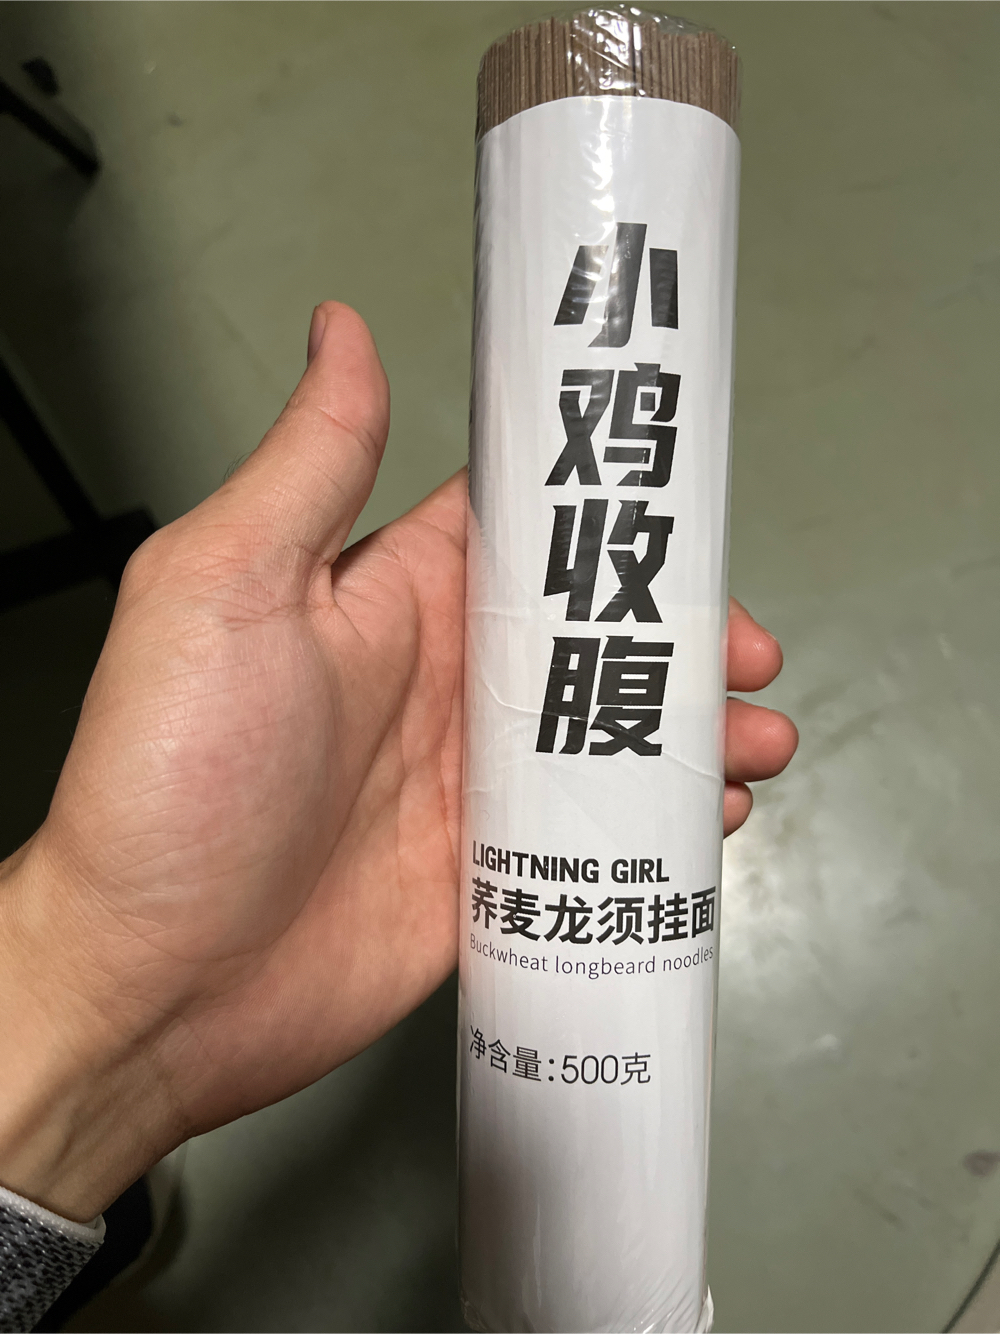 小鸡收腹
LIGHTNING GIRL
荞麦龙须挂面
Buckwheat longbeard noodles
净含量:500克